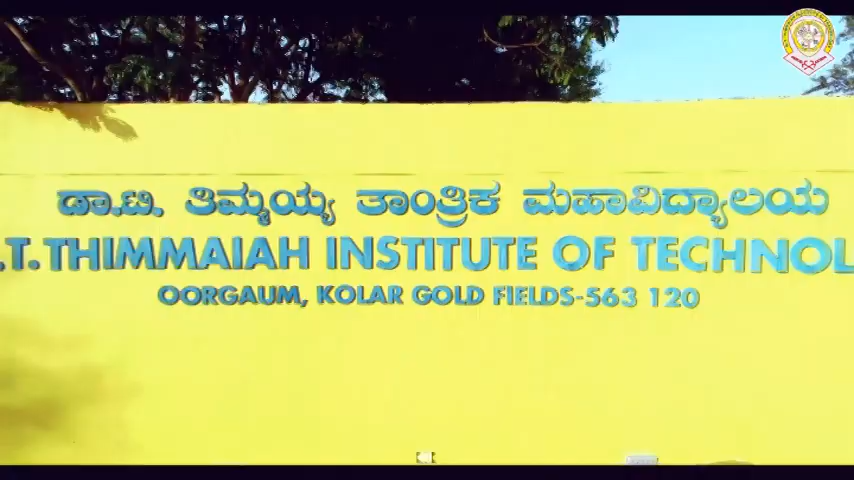 ಡಾ.ಟಿ. ತಿಮ್ಮಯ್ಯ ತಾಂತ್ರಿಕ ಮಹಾವಿದ್ಯಾಲಯ
.T. THIMMAIAH INSTITUTE OF TECHNOL
OORGAUM, KOLAR GOLD FIELDS-563 120